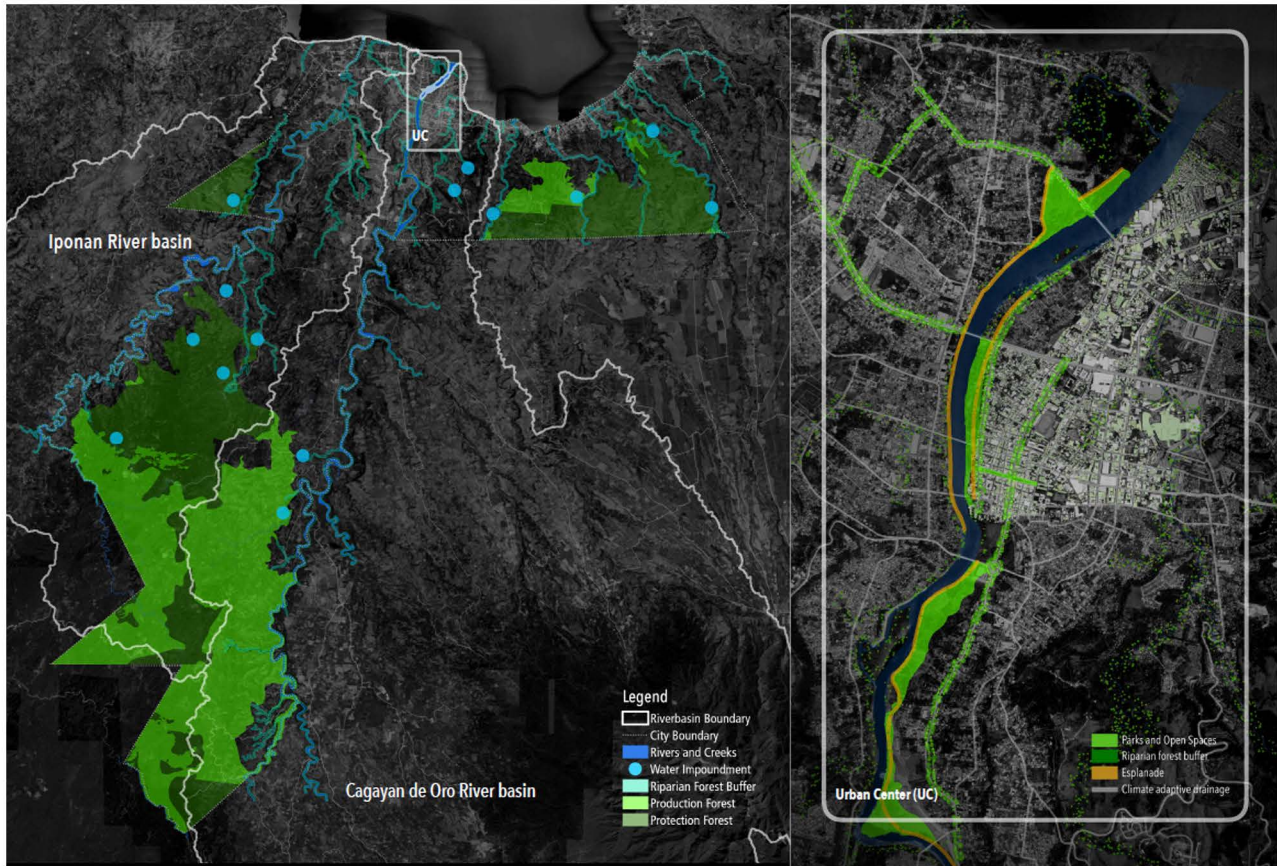 UC
Iponan River basin
Cagayan de Oro River basin
Legend
Riverbasin Boundary
City Boundary
Rivers and Creeks
Water Impoundment
Riparian Forest Buffer
Production Forest
Protection Forest
Urban Center (UC)
Parks and Open Spaces
Riparian forest buffer
Esplanade
Climate adaptive drainage